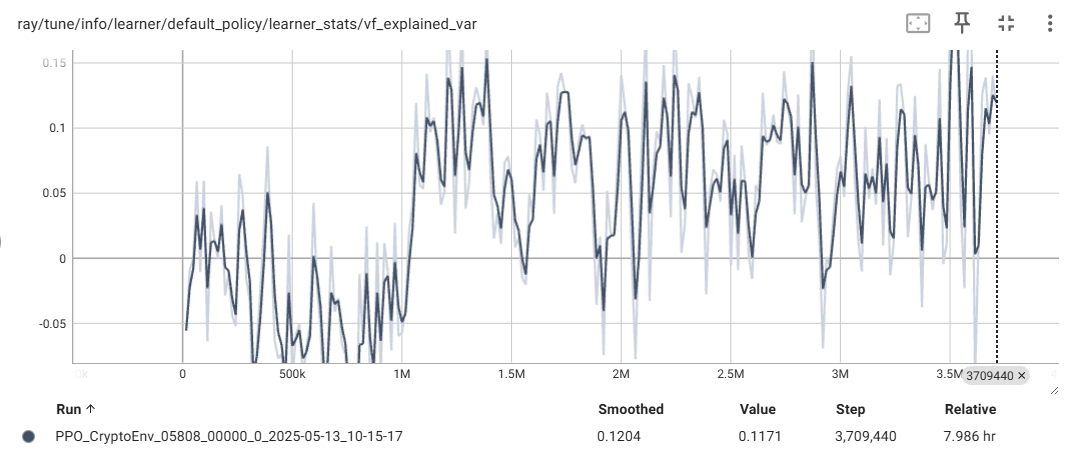 ray/tune/info/learner/default_policy/learner_stats/vf_explained_var
0.15
0.1
0.05
0
-0.05
0 500k 1M 1.5M 2M 2.5M 3M 3.5M 3709440 ×
Run ↑ Smoothed Value Step Relative
PPO_CryptoEnv_05808_00000_0_2025-05-13_10-15-17 0.1204 0.1171 3,709,440 7.986 hr